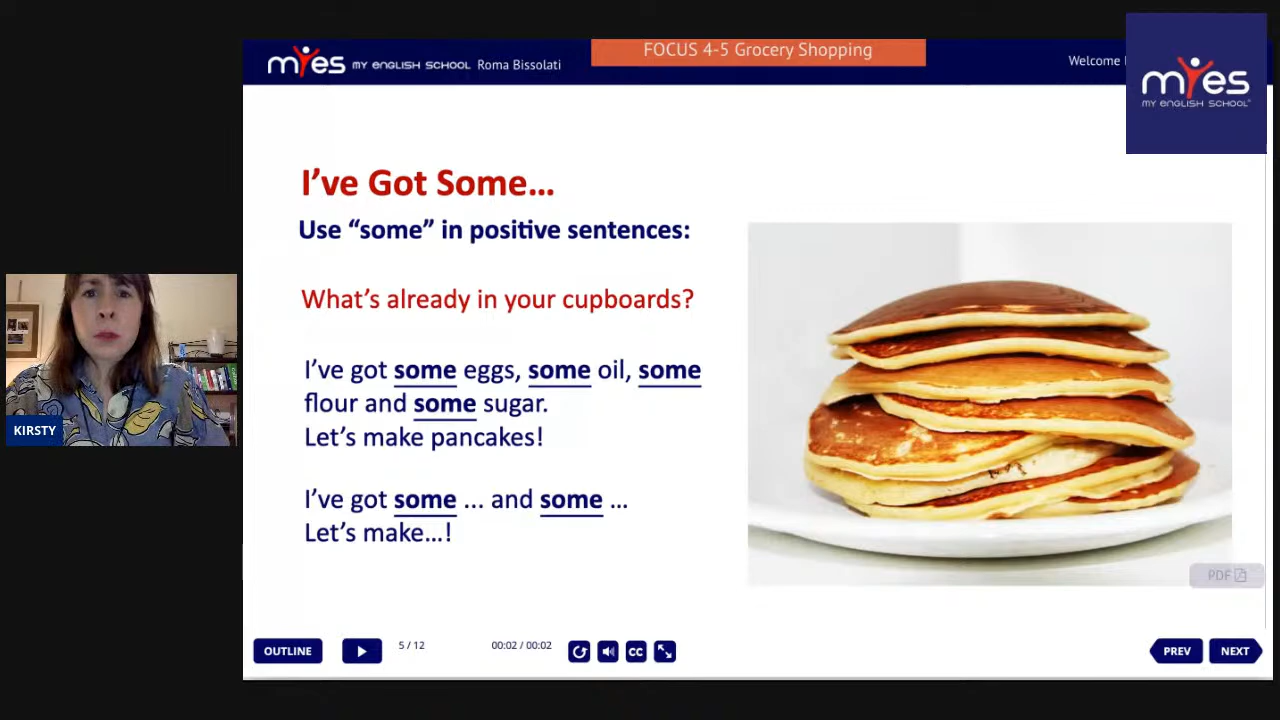 myes MY ENGLISH SCHOOL Roma Bissolati
FOCUS 4-5 Grocery Shopping
Welcome
myes
MY ENGLISH SCHOOL®
I've Got Some...
Use “some” in positive sentences:
What's already in your cupboards?
I've got some eggs, some oil, some
flour and some sugar.
Let's make pancakes!
I've got some ... and some ...
Let's make...!
KIRSTY
PDF
OUTLINE
5 / 12
00:02 / 00:02
CC
PREV
NEXT